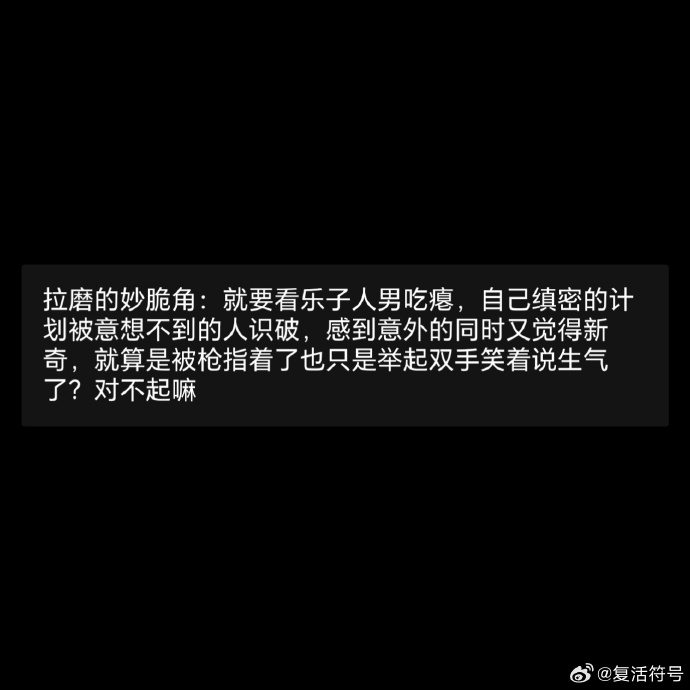 拉磨的妙脆角：就要看乐子人男吃瘪，自己缜密的计
划被意想不到的人识破，感到意外的同时又觉得新
奇，就算是被枪指着了也只是举起双手笑着说生气
了？对不起嘛
@复活符号